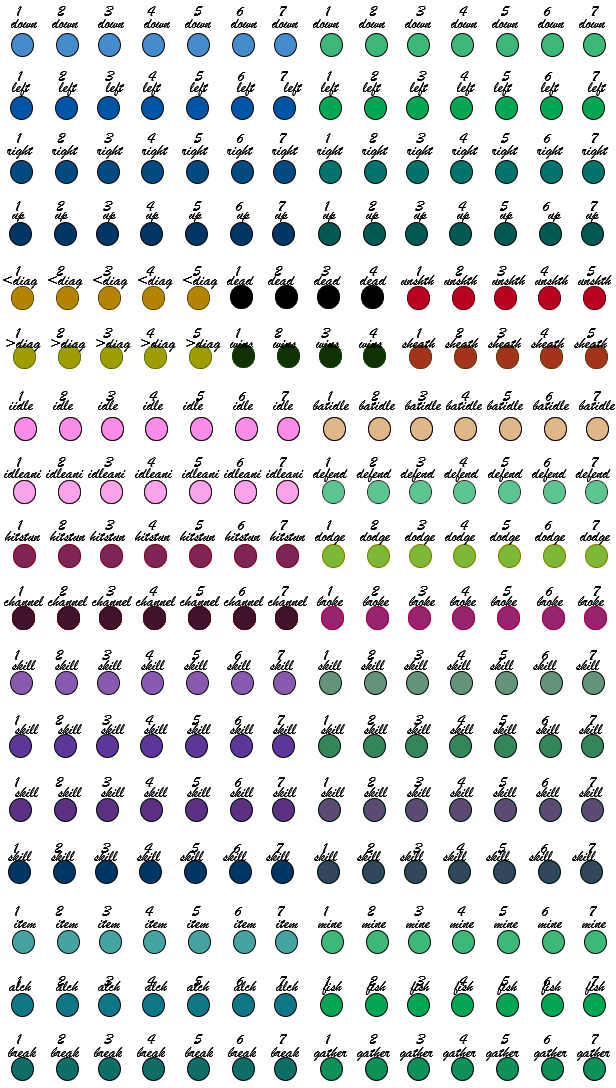 1 2 3 4 5 6 7 1 2 3 4 5 6 7
down down down down down down down down down down down down down down
1 2 3 4 5 6 7 1 2 3 4 5 6 7
left left left left left left left left left left left left left left
1 2 3 4 5 6 7 1 2 3 4 5 6 7
right right right right right right right right right right right right right right
1 2 3 4 5 6 7 1 2 3 4 5 6 7
up up up up up up up up up up up up up up
1 2 3 4 5 1 2 3 4 1 2 3 4 5
<diag <diag <diag <diag <diag dead dead dead dead unshth unshth unshth unshth unshth
1 2 3 4 5 1 2 3 4 1 2 3 4 5
>diag >diag >diag >diag >diag wins wins wins wins sheath sheath sheath sheath sheath
1 2 3 4 5 6 7 1 2 3 4 5 6 7
iidle idle idle idle idle idle idle batidle batidle batidle batidle batidle batidle batidle
1 2 3 4 5 6 7 1 2 3 4 5 6 7
idleani idleani idleani idleani idleani idleani idleani defend defend defend defend defend defend defend
1 2 3 4 5 6 7 1 2 3 4 5 6 7
hitstun hitstun hitstun hitstun hitstun hitstun hitstun dodge dodge dodge dodge dodge dodge dodge
1 2 3 4 5 6 7 1 2 3 4 5 6 7
channel channel channel channel channel channel channel broke broke broke broke broke broke broke
1 2 3 4 5 6 7 1 2 3 4 5 6 7
skill skill skill skill skill skill skill skill skill skill skill skill skill skill
1 2 3 4 5 6 7 1 2 3 4 5 6 7
skill skill skill skill skill skill skill skill skill skill skill skill skill skill
1 2 3 4 5 6 7 1 2 3 4 5 6 7
skill skill skill skill skill skill skill skill skill skill skill skill skill skill
1 2 3 4 5 6 7 1 2 3 4 5 6 7
skill skill skill skill skill skill skill skill skill skill skill skill skill skill
1 2 3 4 5 6 7 1 2 3 4 5 6 7
item item item item item item item mine mine mine mine mine mine mine
1 2 3 4 5 6 7 1 2 3 4 5 6 7
alch alch alch alch alch alch alch fish fish fish fish fish fish fish
1 2 3 4 5 6 7 1 2 3 4 5 6 7
break break break break break break break gather gather gather gather gather gather gather